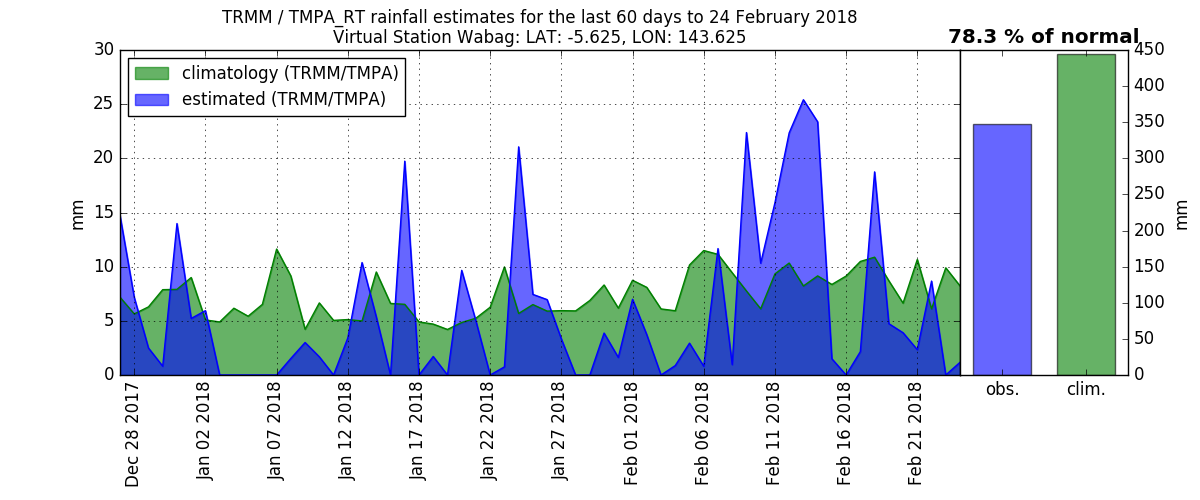 TRMM / TMPA_RT rainfall estimates for the last 60 days to 24 February 2018
Virtual Station Wabag: LAT: -5.625, LON: 143.625
78.3 % of normal
climatology (TRMM/TMPA)
estimated (TRMM/TMPA)
30
25
20
15
10
5
0
mm
Dec 28 2017
Jan 02 2018
Jan 07 2018
Jan 12 2018
Jan 17 2018
Jan 22 2018
Jan 27 2018
Feb 01 2018
Feb 06 2018
Feb 11 2018
Feb 16 2018
Feb 21 2018
obs.
clim.
450
400
350
300
250
200
150
100
50
0
mm